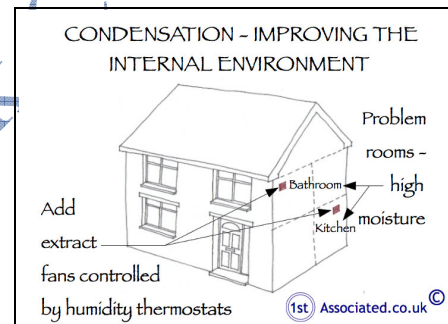 CONDENSATION - IMPROVING THE
INTERNAL ENVIRONMENT
Problem
rooms -
high
moisture
Bathroom
Kitchen
Add
extract
fans controlled
by humidity thermostats
1st Associated.co.uk ©